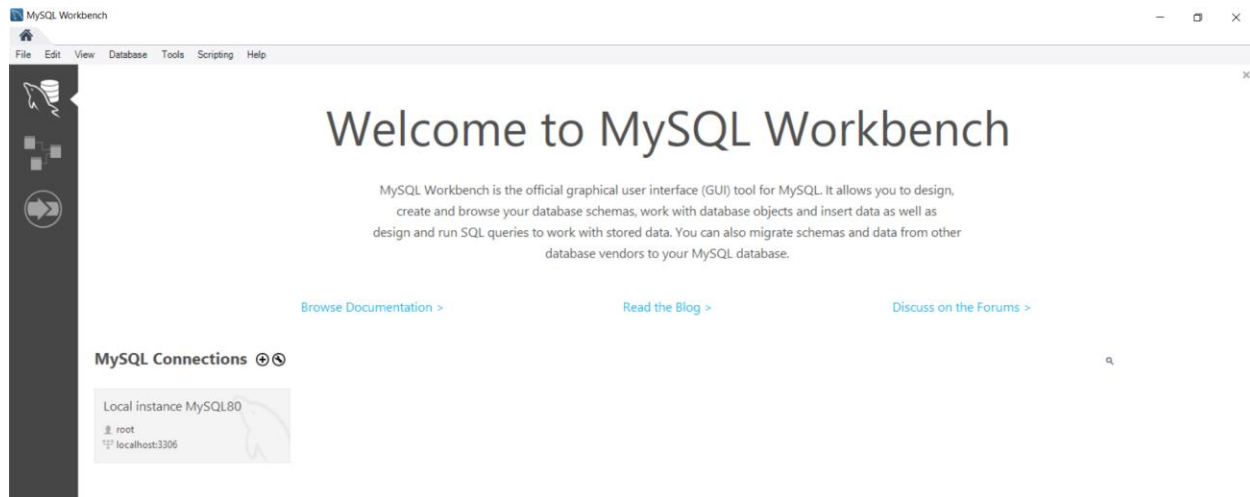 MySQL Workbench
File Edit View Database Tools Scripting Help
Welcome to MySQL Workbench
MySQL Workbench is the official graphical user interface (GUI) tool for MySQL. It allows you to design,
create and browse your database schemas, work with database objects and insert data as well as
design and run SQL queries to work with stored data. You can also migrate schemas and data from other
database vendors to your MySQL database.
Browse Documentation > Read the Blog > Discuss on the Forums >
MySQL Connections
Local instance MySQL80
root
localhost:3306